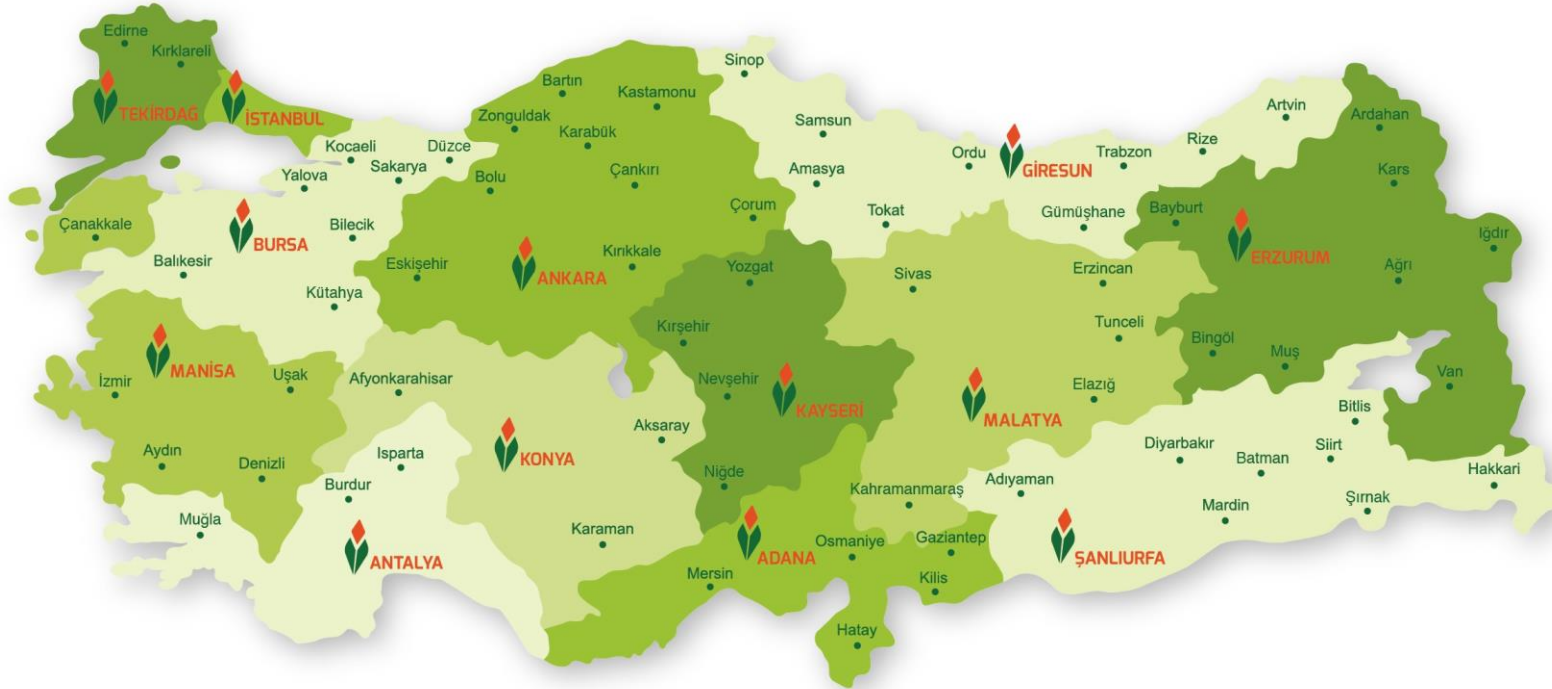 Edirne
Kırklareli
TEKİRDAĞ
İSTANBUL
Kocaeli
Düzce
Sakarya
Yalova
Çanakkale
BURSA
Bilecik
Balıkesir
Kütahya
MANİSA
İzmir
Uşak
Aydın
Denizli
Muğla
Bartın
Kastamonu
Zonguldak
Karabük
Bolu
Çankırı
Çorum
Eskişehir
ANKARA
Kırıkkale
Afyonkarahisar
KONYA
Aksaray
Karaman
Isparta
Burdur
ANTALYA
Sinop
Samsun
Amasya
Tokat
Ordu
GİRESUN
Trabzon
Rize
Artvin
Gümüşhane
Yozgat
Kırşehir
Nevşehir
KAYSERİ
Niğde
Sivas
Erzincan
Tunceli
Elazığ
MALATYA
Kahramanmaraş
Mersin
ADANA
Osmaniye
Gaziantep
Kilis
Hatay
Ardahan
Kars
Bayburt
ERZURUM
Iğdır
Ağrı
Bingöl
Muş
Van
Bitlis
Diyarbakır
Batman
Siirt
Hakkari
Adıyaman
Mardin
Şırnak
ŞANLIURFA